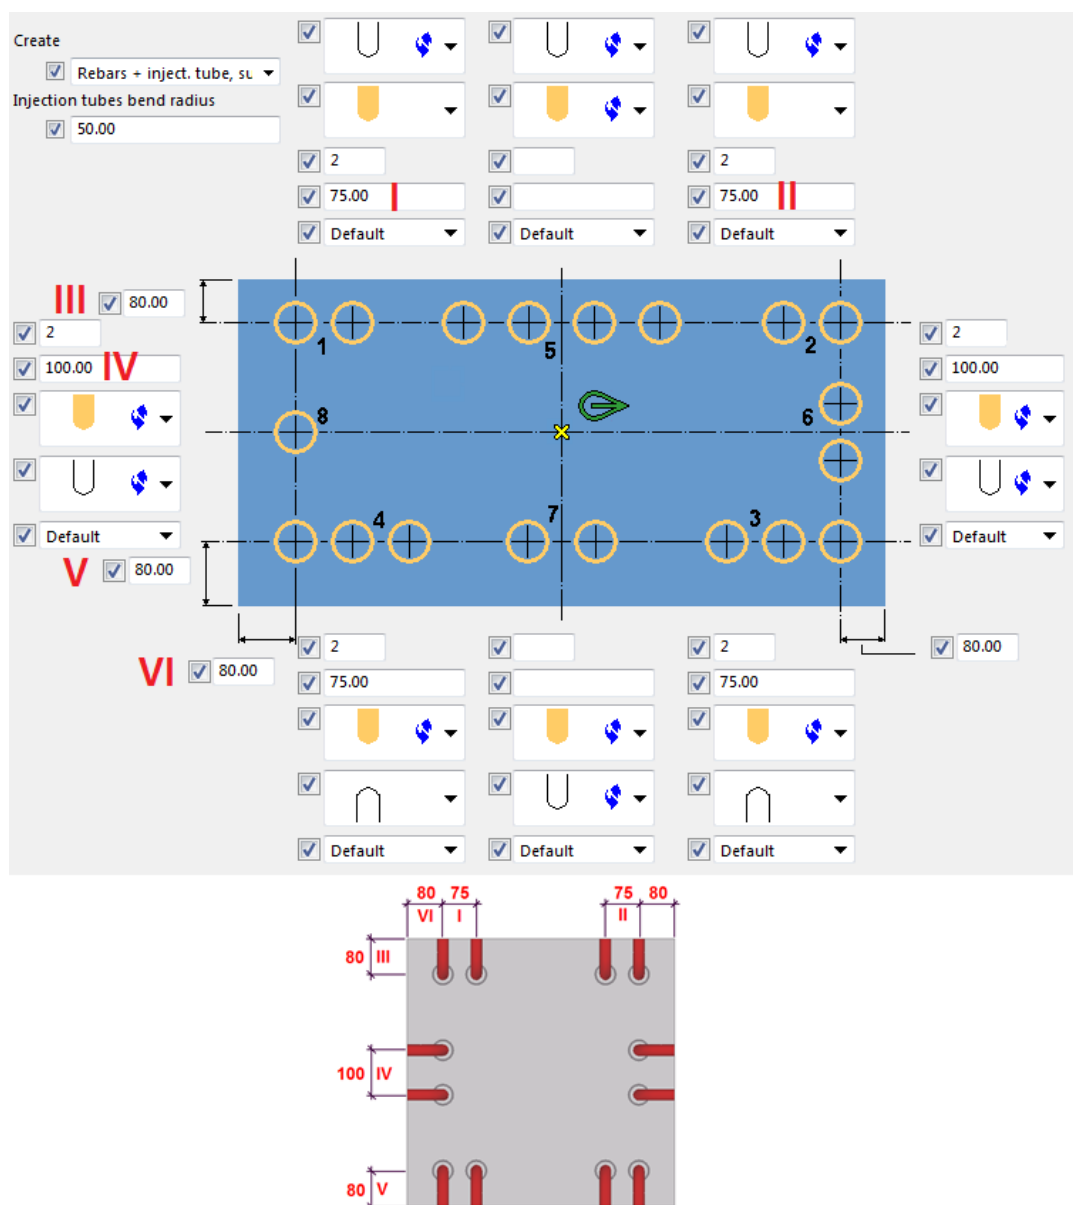 Create
Rebars + inject. tube, su
Injection tubes bend radius
50.00
2 2
75.00 I 75.00 II
Default Default Default
III 80.00
2 2
100.00 IV 100.00
1 5 2
8 6
4 7 3
Default Default
V 80.00
2 2 80.00
VI 80.00
75.00 75.00
Default Default Default
80 75 75 80
VI I II
80 III
100 IV
80 V